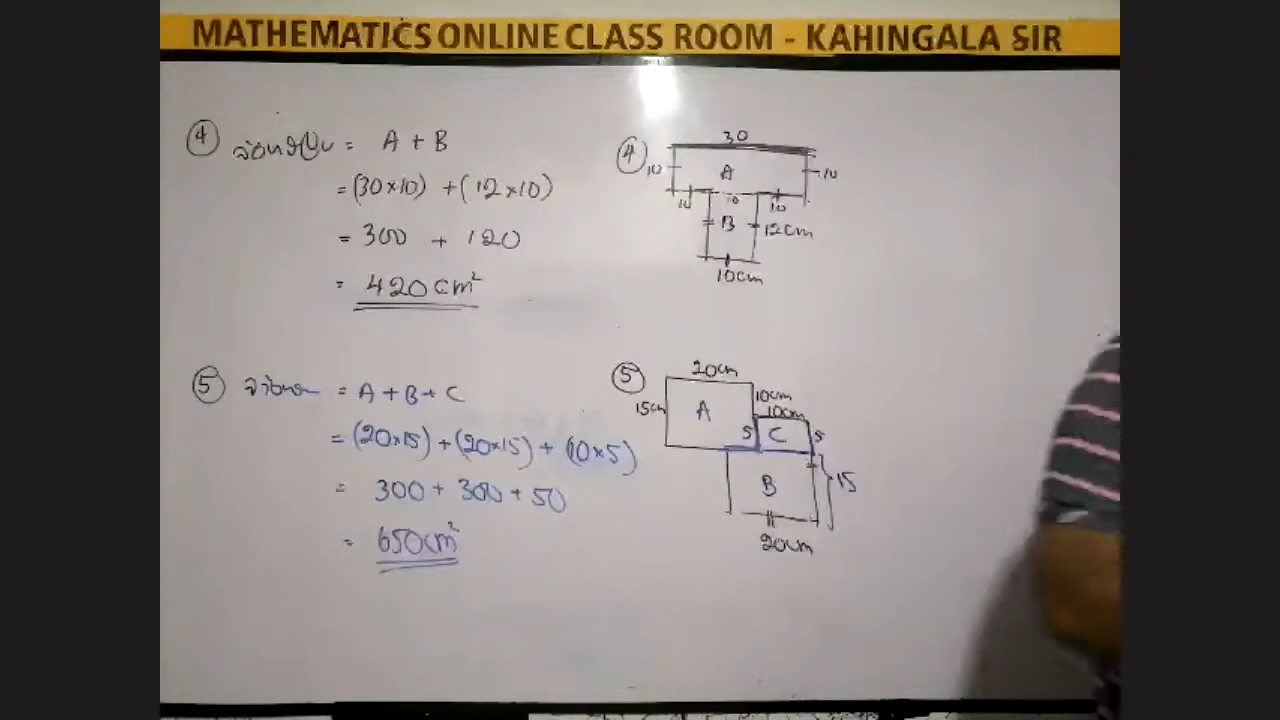 MATHEMATICS ONLINE CLASS ROOM - KAHINGALA SIR
4 = A + B
= (30×10) + (12×10)
= 300 + 120
= 420 cm²
4
30
10 A 10
10 10 10
B 12cm
10cm
5 = A + B + C
= (20×15) + (20×15) + (10×5)
= 300 + 300 + 50
= 650cm²
5
20cm
10cm
15cm A 10cm
5 C 5
B 15
20cm